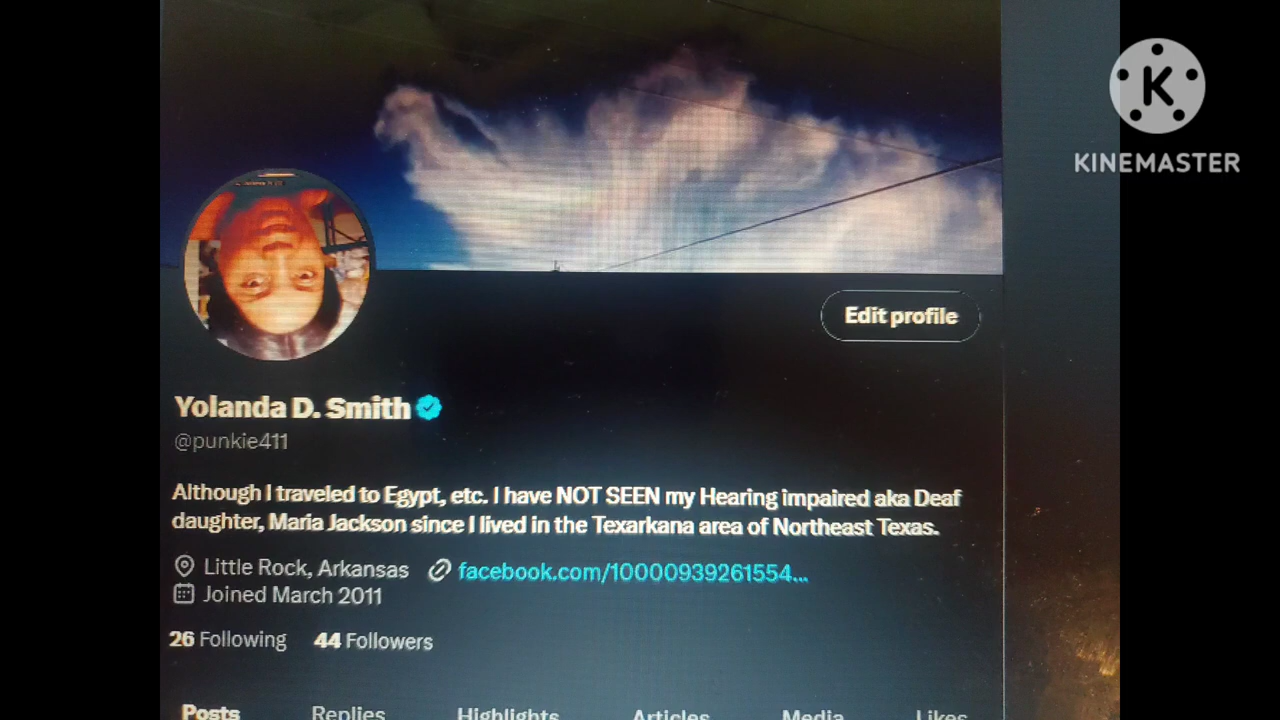 KINEMASTER
Edit profile
Yolanda D. Smith
@punkie411
Although I traveled to Egypt, etc. I have NOT SEEN my Hearing impaired aka Deaf
daughter, Maria Jackson since I lived in the Texarkana area of Northeast Texas.
Little Rock, Arkansas facebook.com/10000939261554...
Joined March 2011
26 Following 44 Followers
Posts Replies Highlights Articles Media Likes